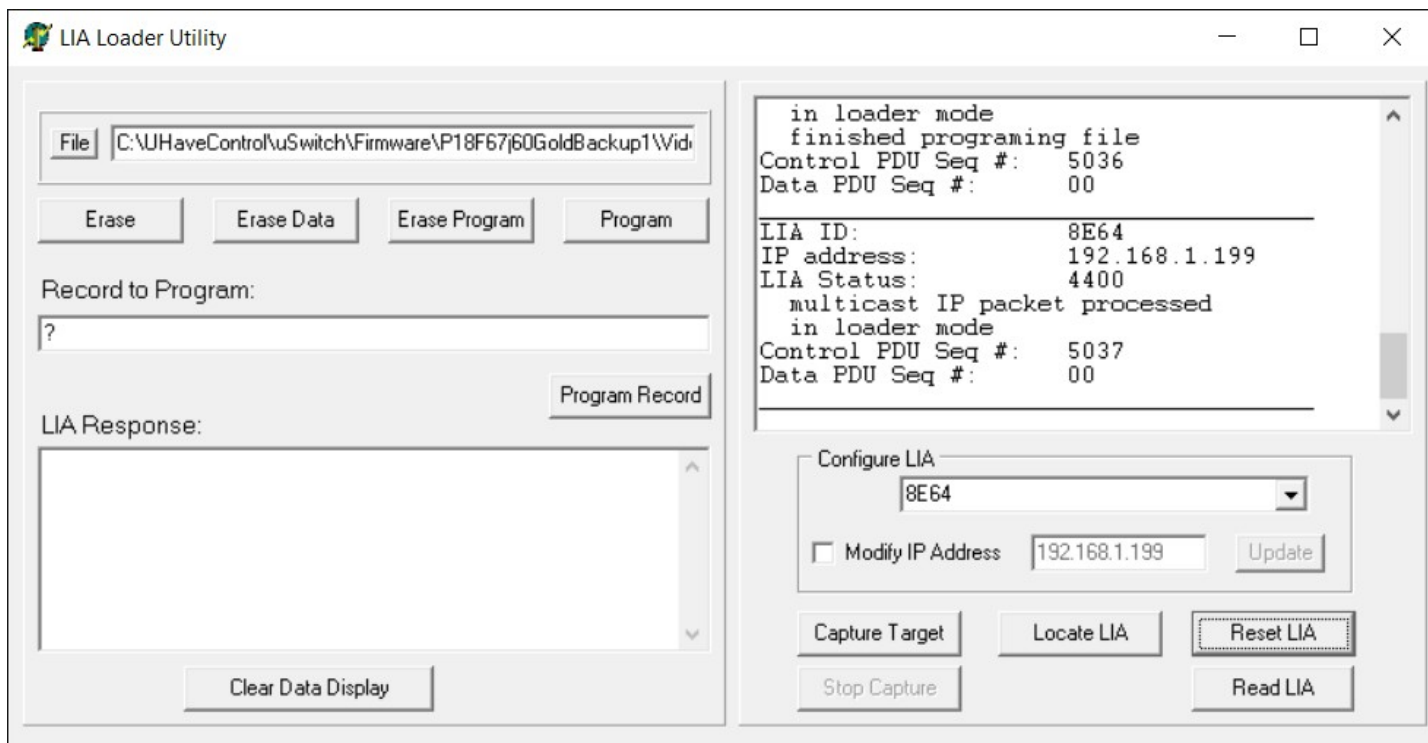 LIA Loader Utility
File C:\UHaveControl\uSwitch\Firmware\P18F67j60GoldBackup1\Vid
Erase Erase Data Erase Program Program
Record to Program:
?
Program Record
LIA Response:
Clear Data Display
in loader mode
finished programing file
Control PDU Seq #: 5036
Data PDU Seq #: 00
LIA ID: 8E64
IP address: 192.168.1.199
LIA Status: 4400
multicast IP packet processed
in loader mode
Control PDU Seq #: 5037
Data PDU Seq #: 00
Configure LIA
8E64
Modify IP Address 192.168.1.199 Update
Capture Target Locate LIA Reset LIA
Stop Capture Read LIA